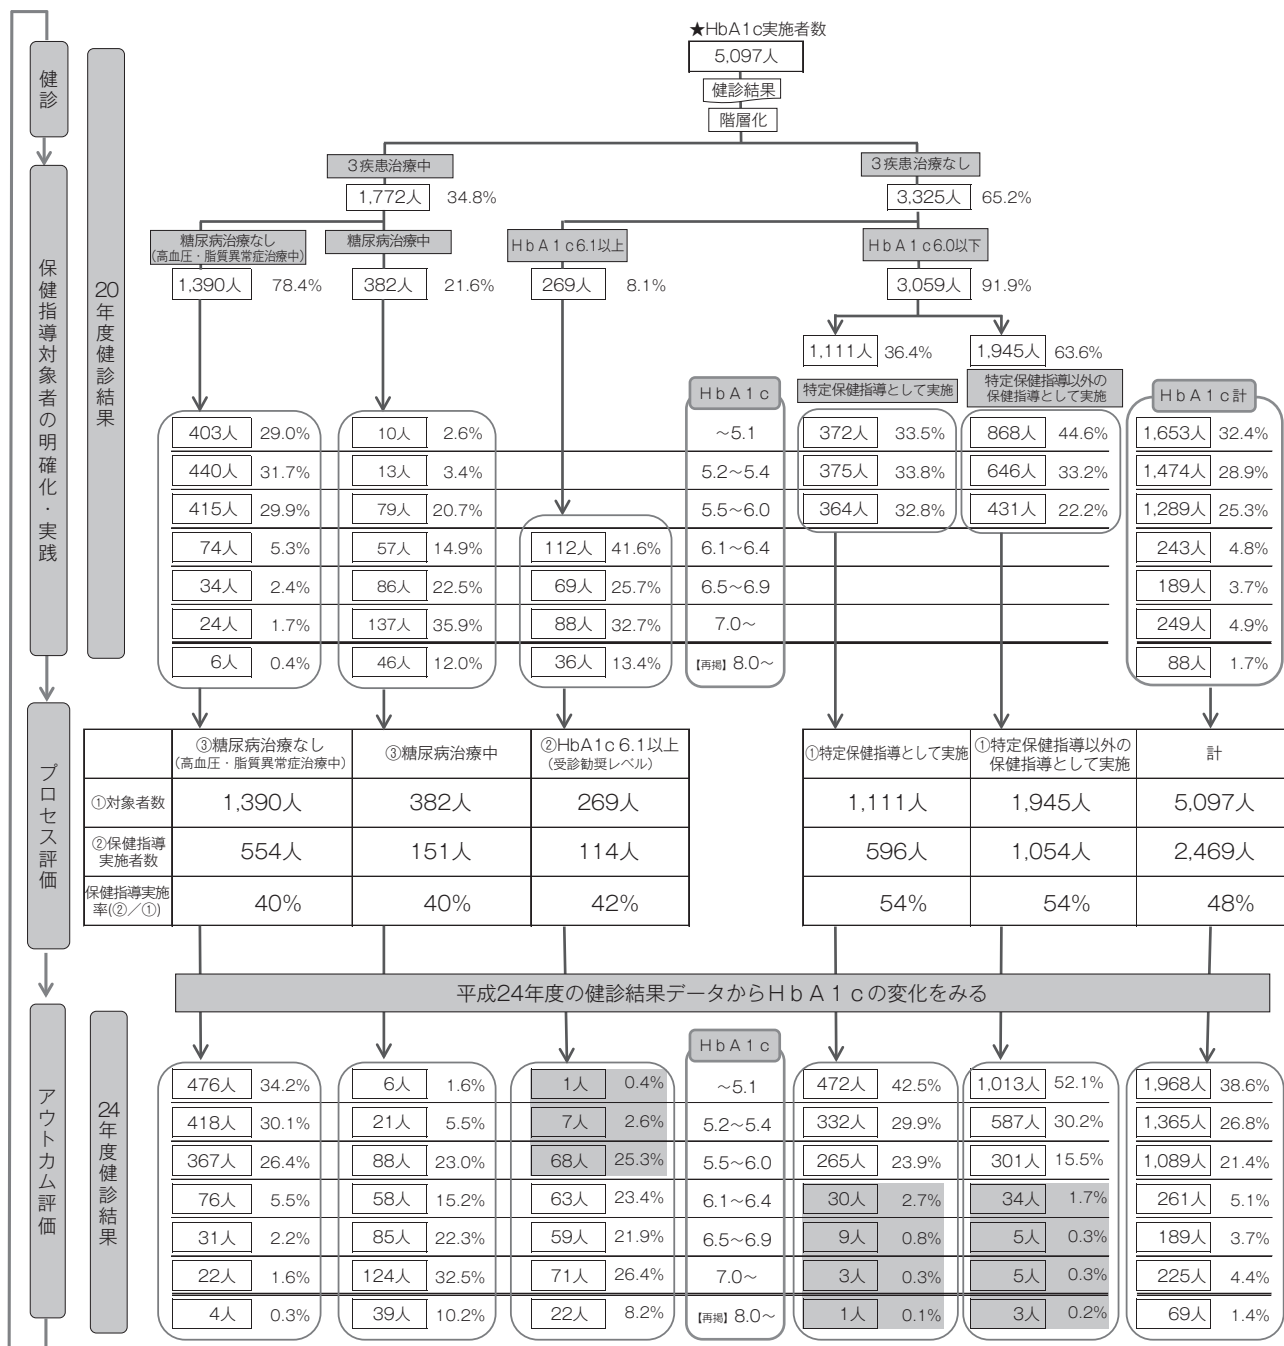 ★HbA1c実施者数
5,097人
健診結果
階層化
健診
保健指導対象者の明確化・実践
20年度健診結果
3疾患治療中
3疾患治療なし
1,772人 34.8%
3,325人 65.2%
糖尿病治療なし
(高血圧・脂質異常症治療中)
糖尿病治療中
HbA1c6.1以上
HbA1c6.0以下
1,390人 78.4%
382人 21.6%
269人 8.1%
3,059人 91.9%
1,111人 36.4%
1,945人 63.6%
HbA1c
特定保健指導として実施
特定保健指導以外の
保健指導として実施
HbA1c計
403人 29.0% 10人 2.6% ～5.1 372人 33.5% 868人 44.6% 1,653人 32.4%
440人 31.7% 13人 3.4% 5.2～5.4 375人 33.8% 646人 33.2% 1,474人 28.9%
415人 29.9% 79人 20.7% 5.5～6.0 364人 32.8% 431人 22.2% 1,289人 25.3%
74人 5.3% 57人 14.9% 112人 41.6% 6.1～6.4 243人 4.8%
34人 2.4% 86人 22.5% 69人 25.7% 6.5～6.9 189人 3.7%
24人 1.7% 137人 35.9% 88人 32.7% 7.0～ 249人 4.9%
6人 0.4% 46人 12.0% 36人 13.4% 【再掲】8.0～ 88人 1.7%
プロセス評価
③糖尿病治療なし
(高血圧・脂質異常症治療中)
③糖尿病治療中
②HbA1c 6.1以上
(受診勧奨レベル)
①特定保健指導として実施
①特定保健指導以外の
保健指導として実施
計
①対象者数 1,390人 382人 269人 1,111人 1,945人 5,097人
②保健指導
実施者数 554人 151人 114人 596人 1,054人 2,469人
保健指導実施
率(②／①) 40% 40% 42% 54% 54% 48%
平成24年度の健診結果データからHbA1cの変化をみる
アウトカム評価
24年度健診結果
HbA1c
476人 34.2% 6人 1.6% 1人 0.4% ～5.1 472人 42.5% 1,013人 52.1% 1,968人 38.6%
418人 30.1% 21人 5.5% 7人 2.6% 5.2～5.4 332人 29.9% 587人 30.2% 1,365人 26.8%
367人 26.4% 88人 23.0% 68人 25.3% 5.5～6.0 265人 23.9% 301人 15.5% 1,089人 21.4%
76人 5.5% 58人 15.2% 63人 23.4% 6.1～6.4 30人 2.7% 34人 1.7% 261人 5.1%
31人 2.2% 85人 22.3% 59人 21.9% 6.5～6.9 9人 0.8% 5人 0.3% 189人 3.7%
22人 1.6% 124人 32.5% 71人 26.4% 7.0～ 3人 0.3% 5人 0.3% 225人 4.4%
4人 0.3% 39人 10.2% 22人 8.2% 【再掲】8.0～ 1人 0.1% 3人 0.2% 69人 1.4%